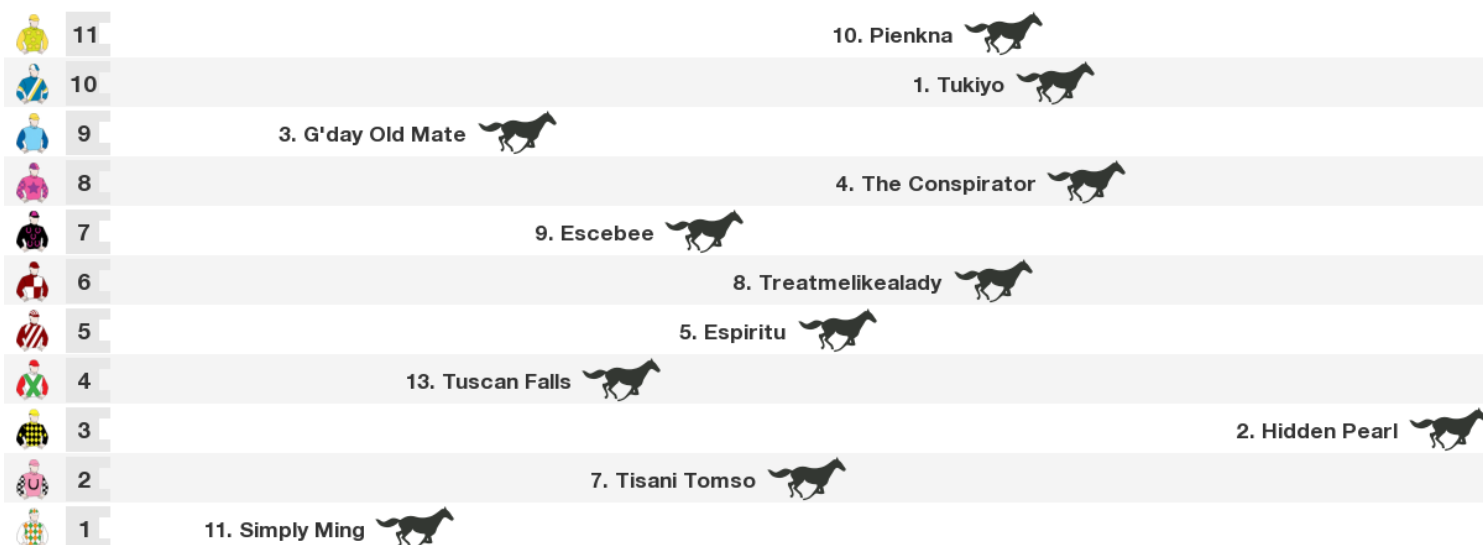 11 10. Pienkna
10 1. Tukiyo
9 3. G'day Old Mate
8 4. The Conspirator
7 9. Escebee
6 8. Treatmelikealady
5 5. Espiritu
4 13. Tuscan Falls
3 2. Hidden Pearl
2 7. Tisani Tomso
1 11. Simply Ming